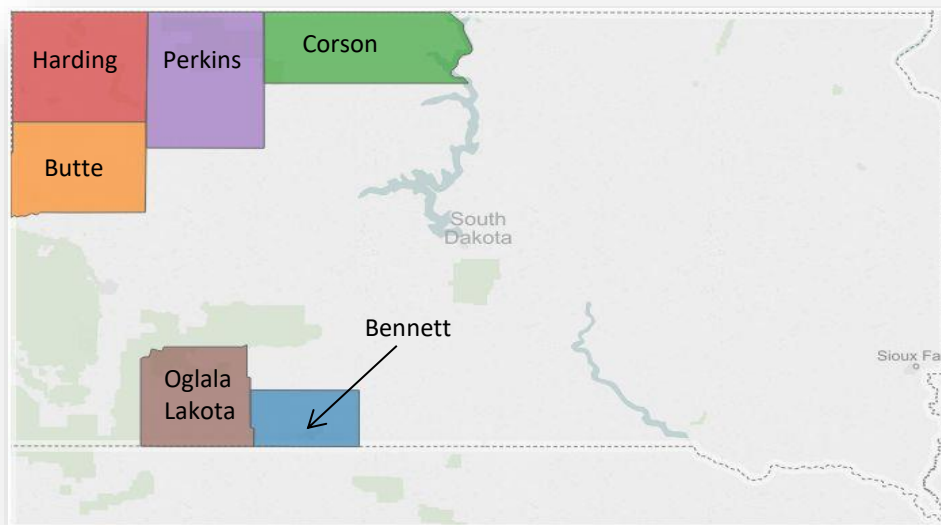 Harding
Perkins
Corson
Butte
South
Dakota
Bennett
Oglala
Lakota
Sioux Fa